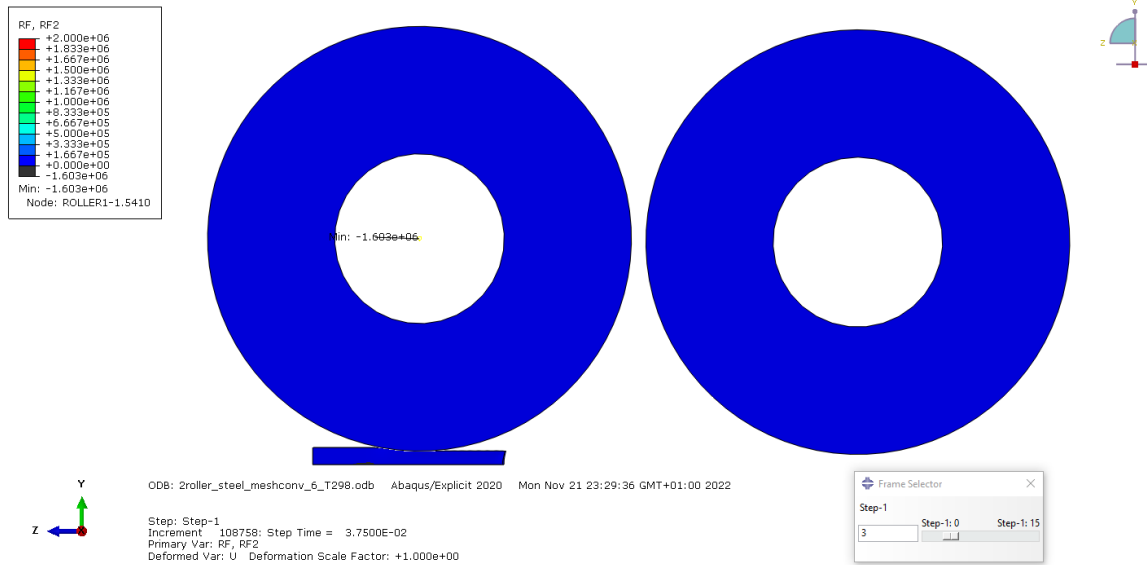 RF, RF2
+2.000e+06
+1.833e+06
+1.667e+06
+1.500e+06
+1.333e+06
+1.167e+06
+1.000e+06
+8.333e+05
+6.667e+05
+5.000e+05
+3.333e+05
+1.667e+05
+0.000e+00
-1.603e+06
Min: -1.603e+06
Node: ROLLER1-1.5410
Y
Z
Min: -1.603e+06
Y
Z
X
ODB: 2roller_steel_meshconv_6_T298.odb Abaqus/Explicit 2020 Mon Nov 21 23:29:36 GMT+01:00 2022
Step: Step-1
Increment 108758: Step Time = 3.7500E-02
Primary Var: RF, RF2
Deformed Var: U Deformation Scale Factor: +1.000e+00
Frame Selector
Step-1
Step-1: 0 Step-1: 15
3